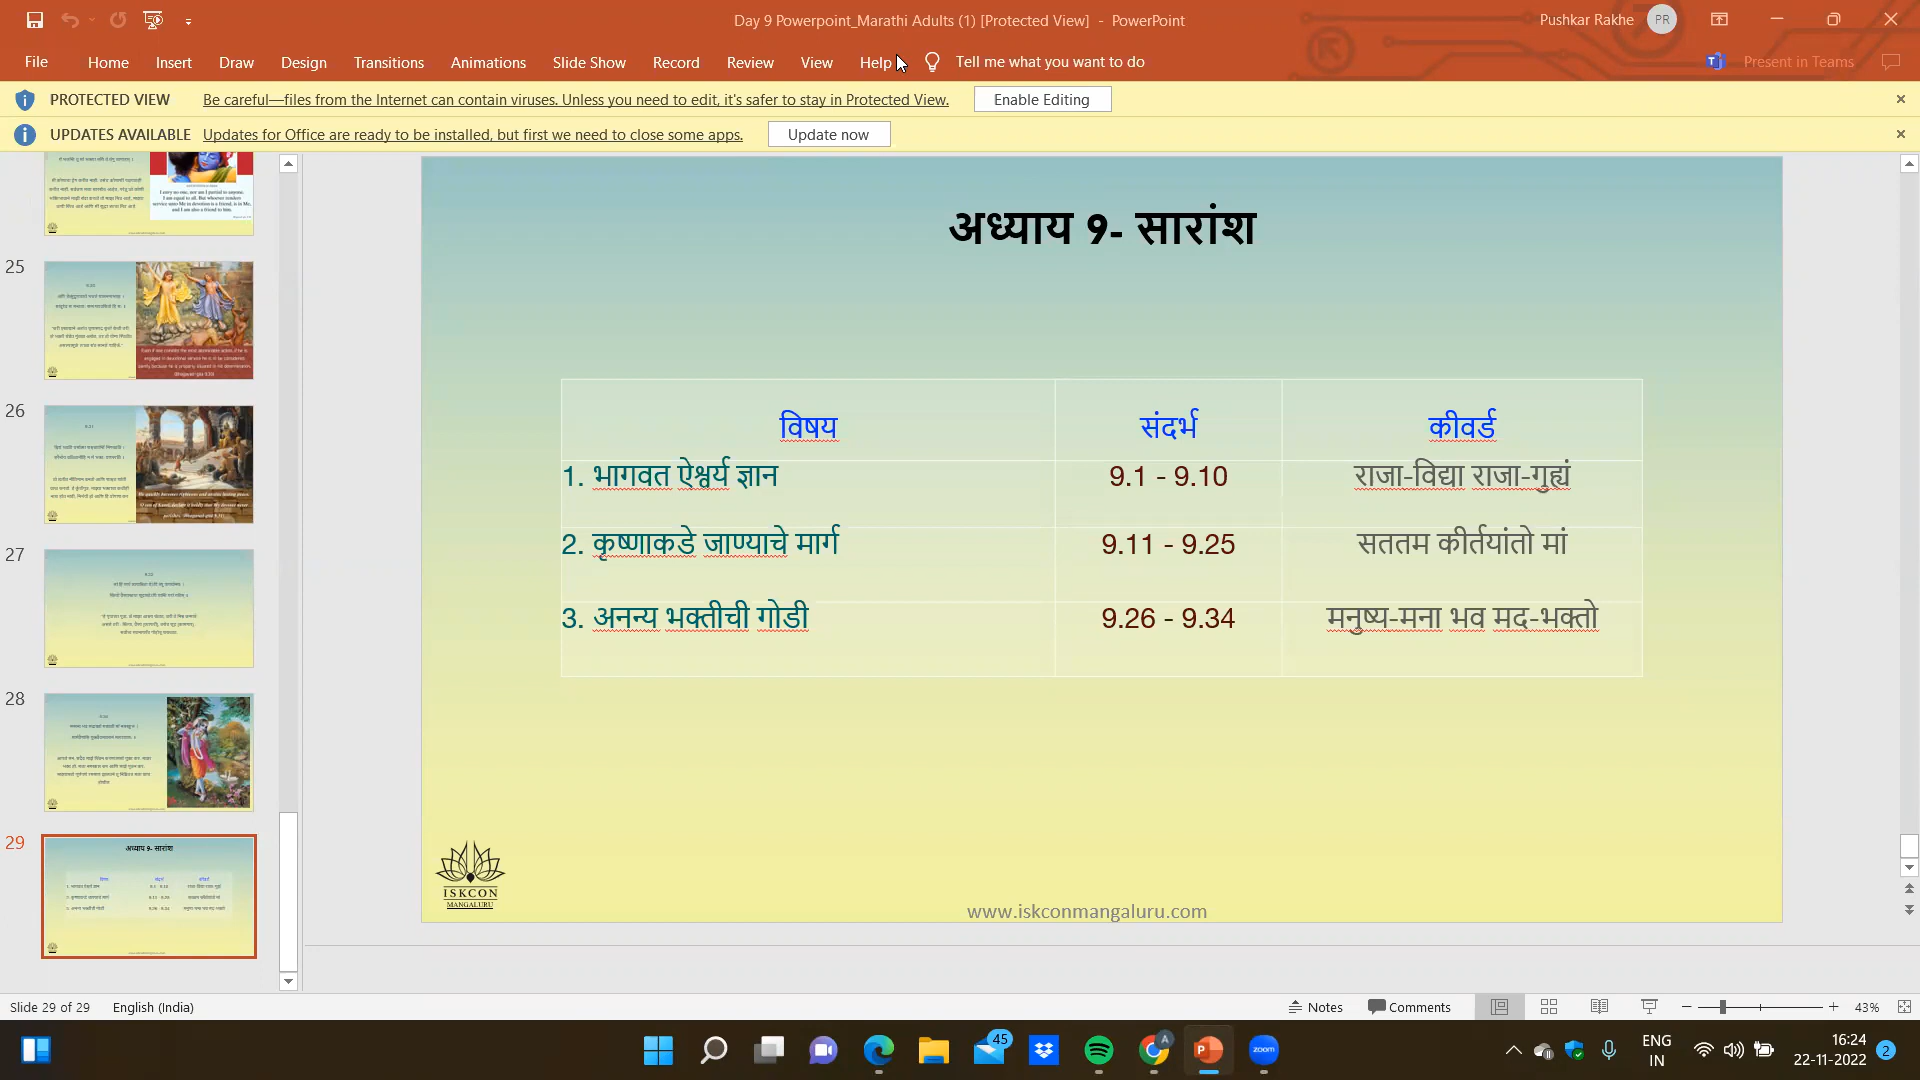 Day 9 Powerpoint_Marathi Adults (1) [Protected View] - PowerPoint
Pushkar Rakhe
PR
File
Home
Insert
Draw
Design
Transitions
Animations
Slide Show
Record
Review
View
Help
Tell me what you want to do
Present in Teams
PROTECTED VIEW
Be careful—files from the Internet can contain viruses. Unless you need to edit, it's safer to stay in Protected View.
Enable Editing
UPDATES AVAILABLE
Updates for Office are ready to be installed, but first we need to close some apps.
Update now
25
26
27
28
29
अध्याय 9- सारांश
अध्याय 9- सारांश
विषय
संदर्भ
कीवर्ड
1. भागवत ऐश्वर्य ज्ञान
9.1 - 9.10
राजा-विद्या राजा-गुह्यं
2. कृष्णाकडे जाण्याचे मार्ग
9.11 - 9.25
सततम कीर्तयांतो मां
3. अनन्य भक्तीची गोडी
9.26 - 9.34
मनुष्य-मना भव मद-भक्तो
ISKCON
MANGALURU
www.iskconmangaluru.com
Slide 29 of 29
English (India)
Notes
Comments
43%
45
zoom
ENG
IN
16:24
22-11-2022
2